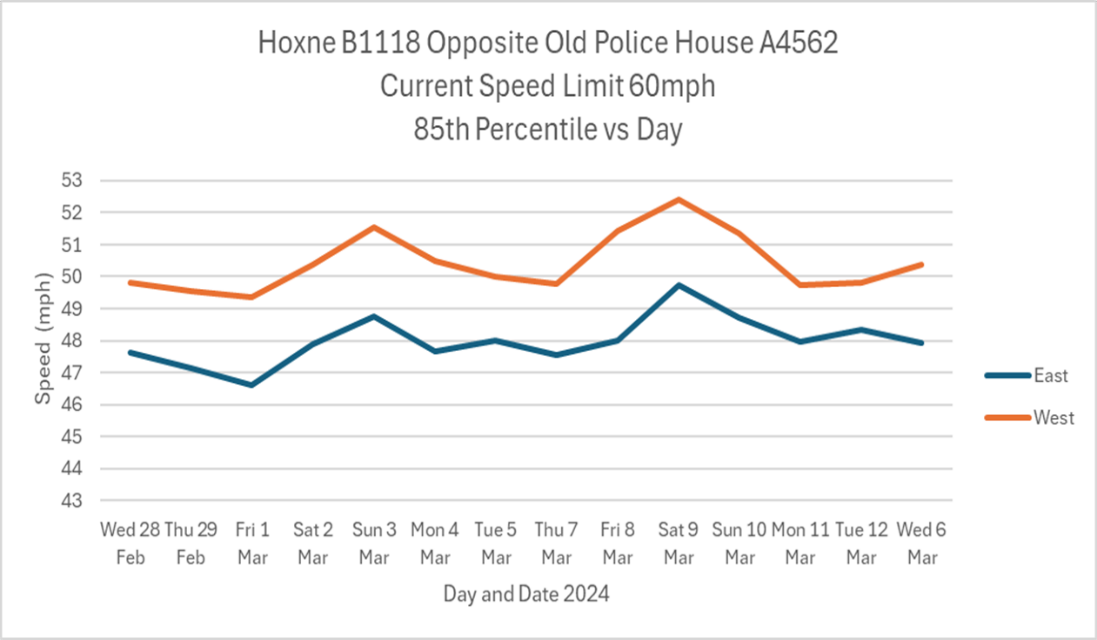 Hoxne B1118 Opposite Old Police House A4562
Current Speed Limit 60mph
85th Percentile vs Day
53
52
51
50
49
48
47
46
45
44
43
Speed (mph)
Wed 28 Thu 29 Fri 1 Sat 2 Sun 3 Mon 4 Tue 5 Thu 7 Fri 8 Sat 9 Sun 10 Mon 11 Tue 12 Wed 6
Feb Feb Mar Mar Mar Mar Mar Mar Mar Mar Mar Mar Mar Mar
Day and Date 2024
East
West